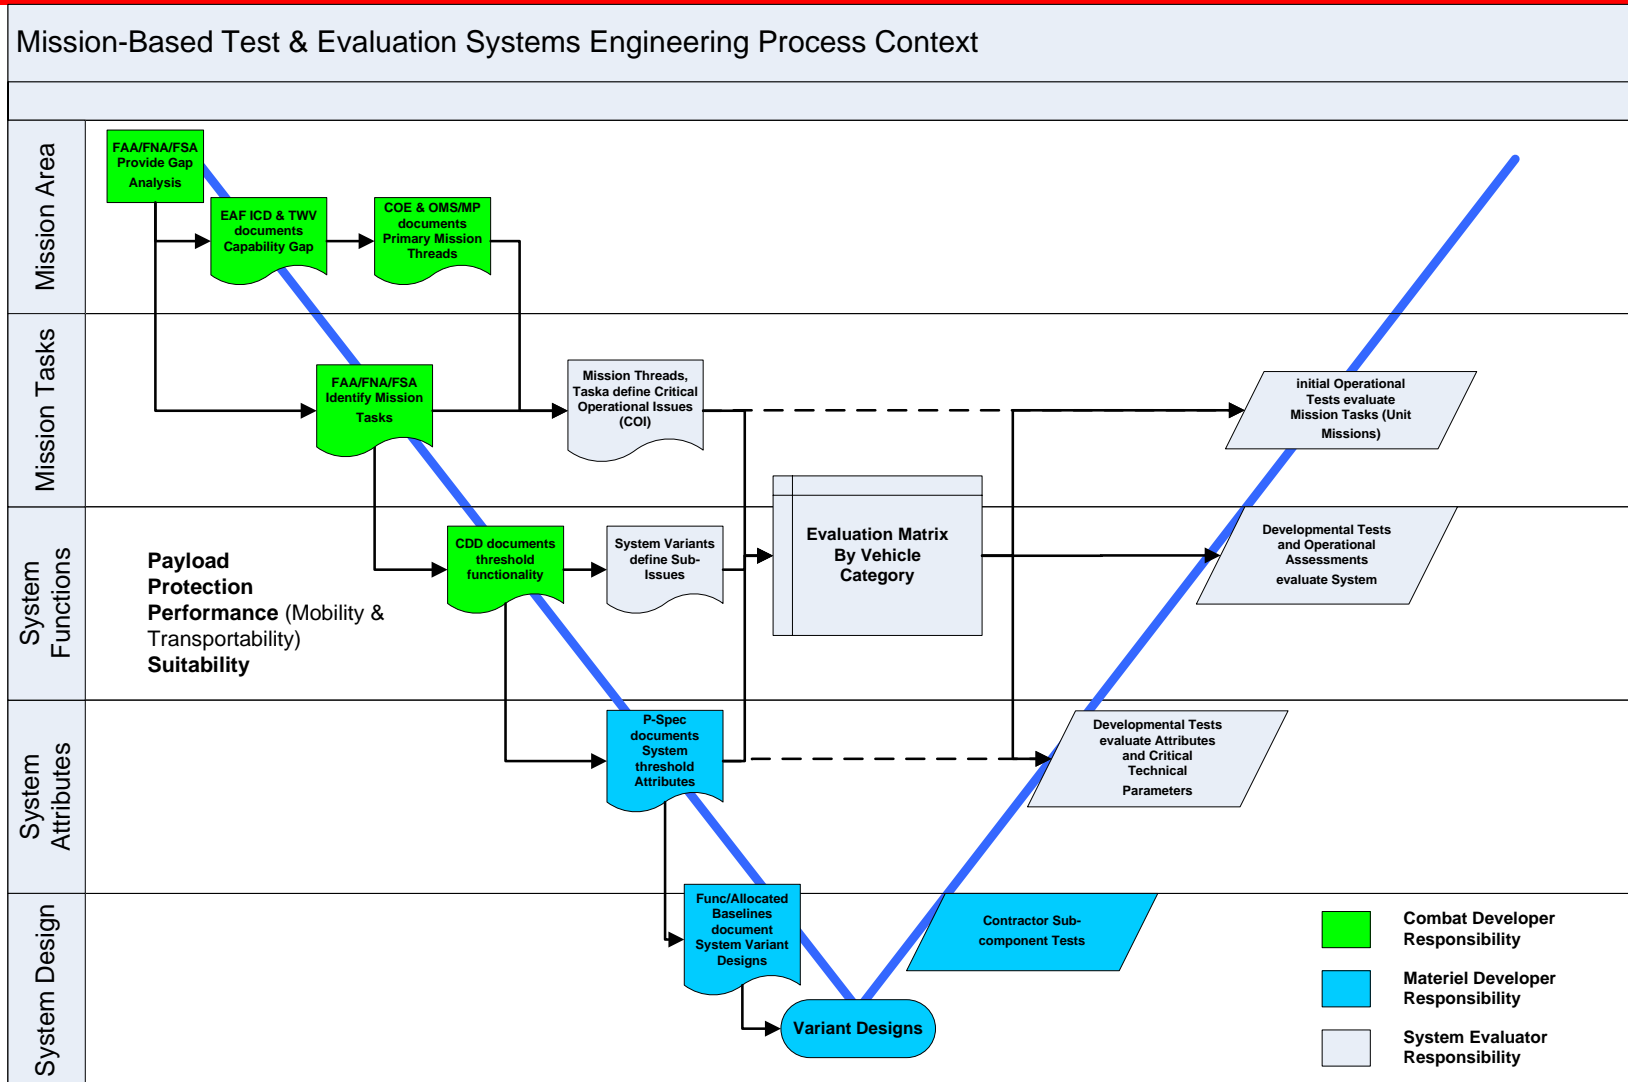 Mission-Based Test & Evaluation Systems Engineering Process Context
Mission Area
FAA/FNA/FSA
Provide Gap
Analysis
EAF ICD & TWV
documents
Capability Gap
COE & OMS/MP
documents
Primary Mission
Threads
Mission Tasks
FAA/FNA/FSA
Identify Mission
Tasks
Mission Threads,
Taska define Critical
Operational Issues
(COI)
initial Operational
Tests evaluate
Mission Tasks (Unit
Missions)
System
Functions
Payload
Protection
Performance (Mobility &
Transportability)
Suitability
CDD documents
threshold
functionality
System Variants
define Sub-
Issues
Evaluation Matrix
By Vehicle
Category
Developmental Tests
and Operational
Assessments
evaluate System
System
Attributes
P-Spec
documents
System
threshold
Attributes
Developmental Tests
evaluate Attributes
and Critical
Technical
Parameters
System Design
Func/Allocated
Baselines
document
System Variant
Designs
Variant Designs
Contractor Sub-
component Tests
Combat Developer
Responsibility
Materiel Developer
Responsibility
System Evaluator
Responsibility